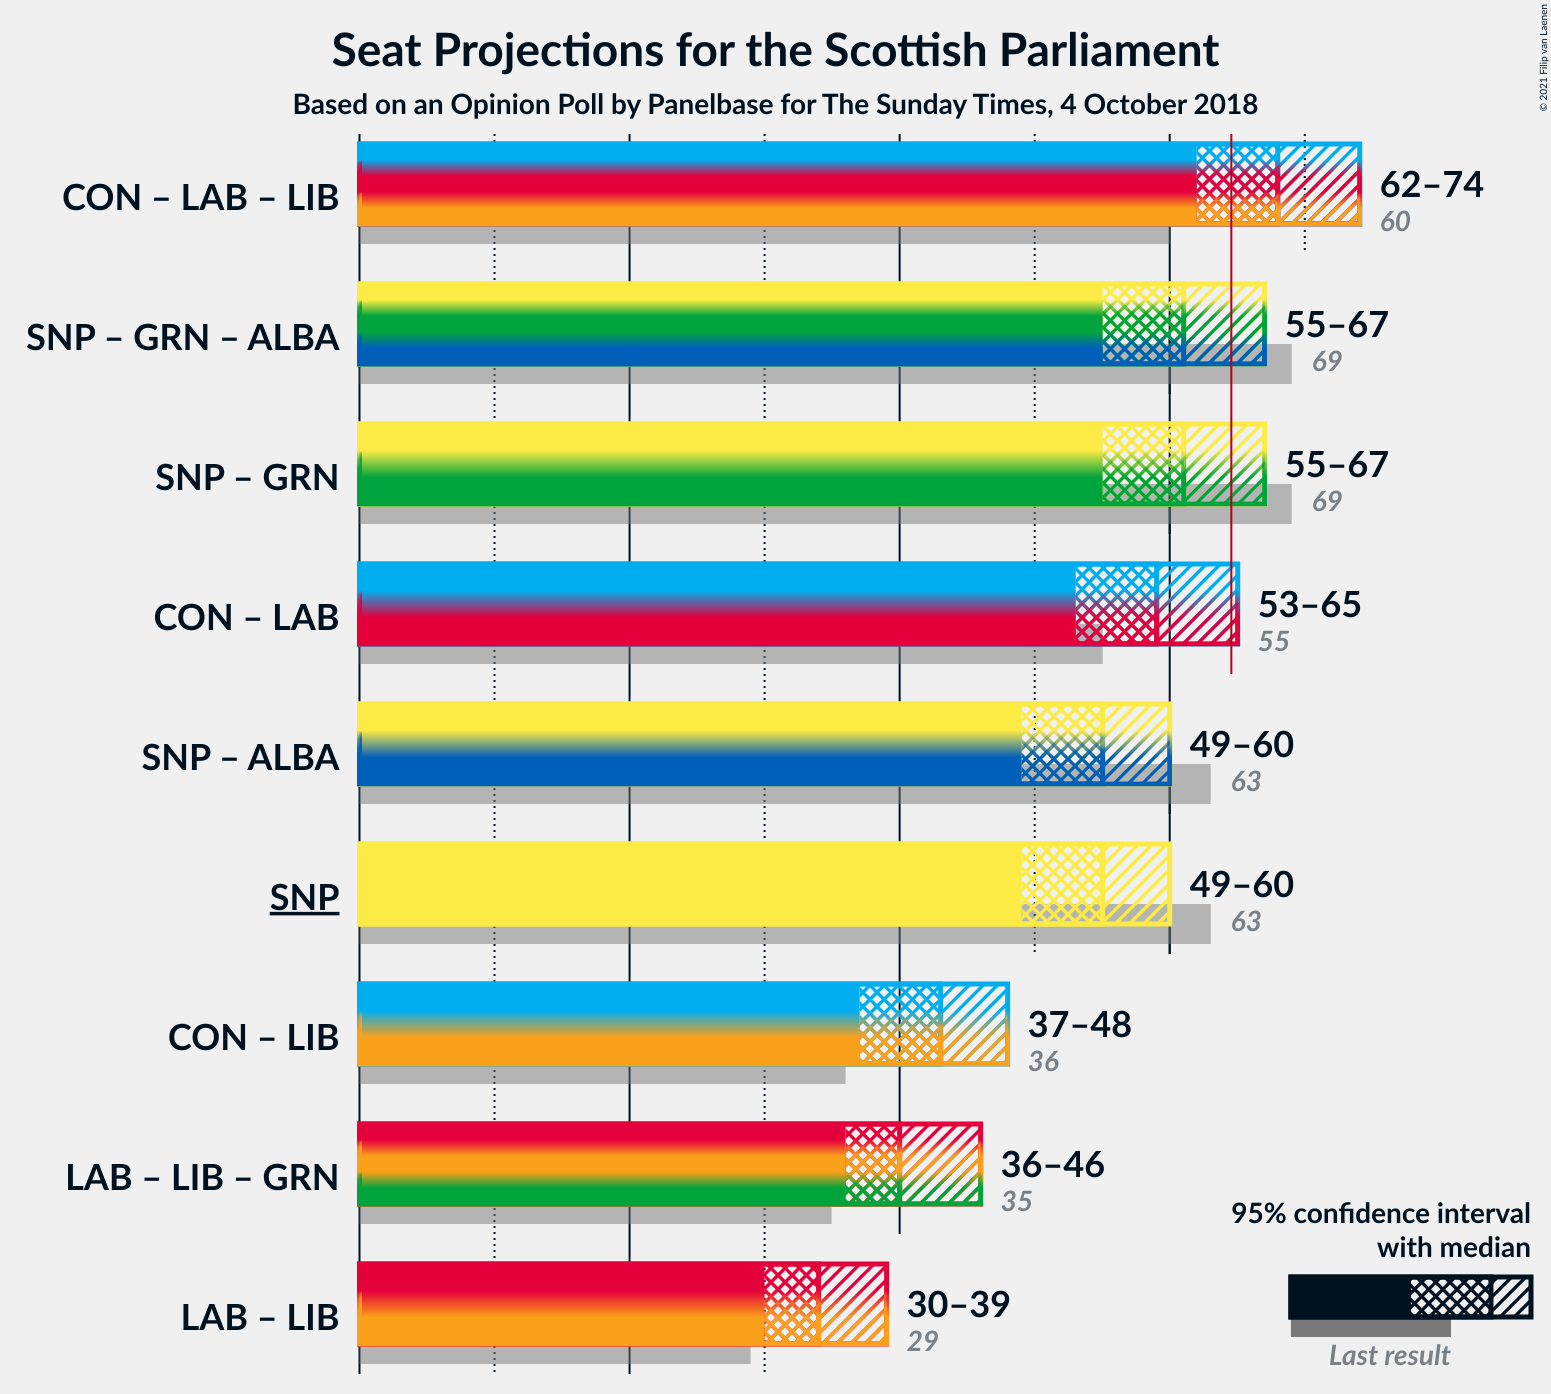 Seat Projections for the Scottish Parliament
Based on an Opinion Poll by Panelbase for The Sunday Times, 4 October 2018
© 2021 Filip van Laenen
CON – LAB – LIB
62–74
60
SNP – GRN – ALBA
55–67
69
SNP – GRN
55–67
69
CON – LAB
53–65
55
SNP – ALBA
49–60
63
SNP
49–60
63
CON – LIB
37–48
36
LAB – LIB – GRN
36–46
35
LAB – LIB
30–39
29
95% confidence interval
with median
Last result